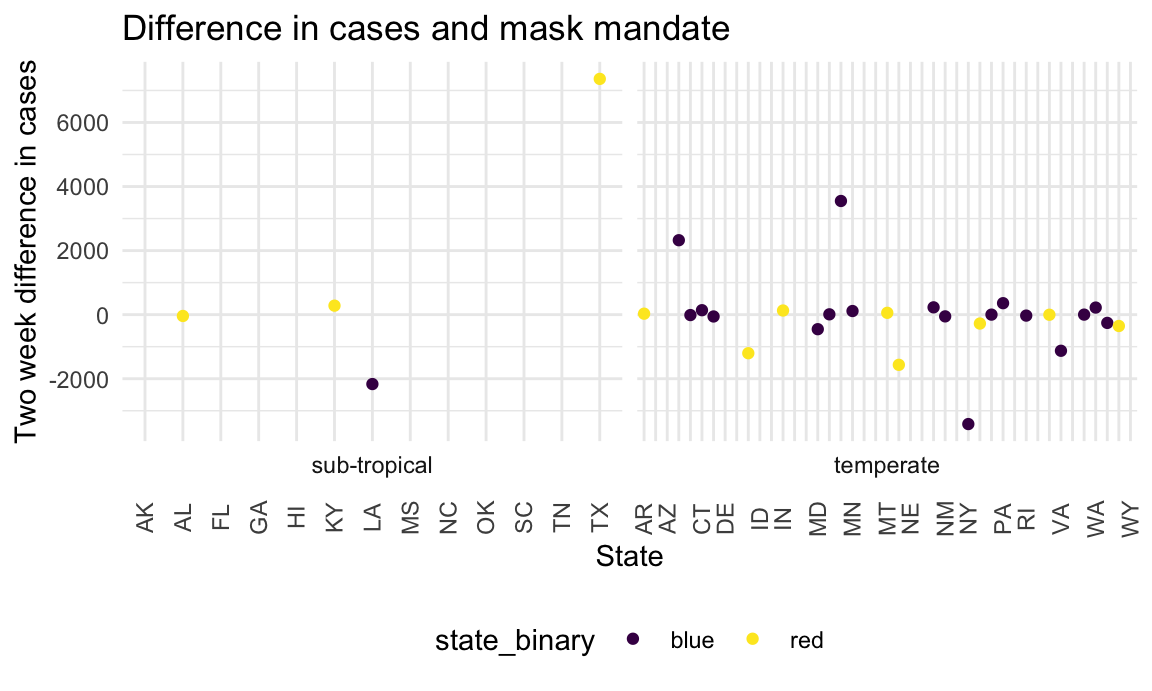 Difference in cases and mask mandate
Two week difference in cases
6000
4000
2000
0
-2000
sub-tropical temperate
AK AL FL GA HI KY LA MS NC OK SC TN TX AR AZ CT DE ID IN MD MN MT NE NM NY PA RI VA WA WY
State
state_binary blue red